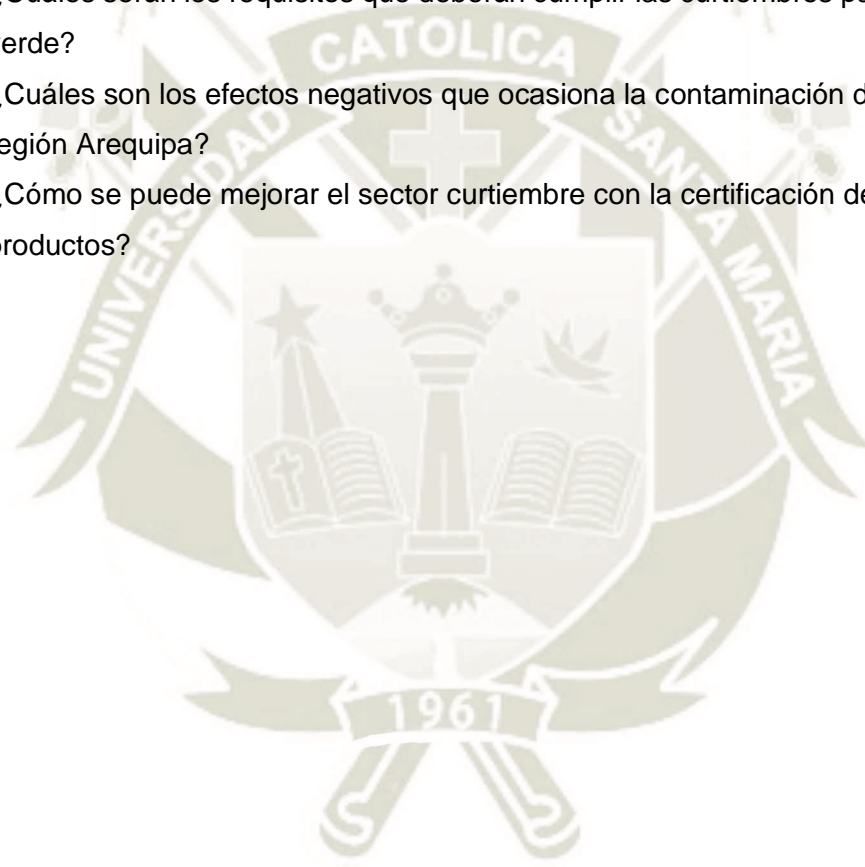 ¿Cuáles serán los requisitos que deberán cumplir las curtiembres
verde?
¿Cuáles son los efectos negativos que ocasiona la contaminación
región Arequipa?
¿Cómo se puede mejorar el sector curtiembre con la certificación de
productos?
UNIVERSIDAD CATOLICA SANTA MARIA
1961